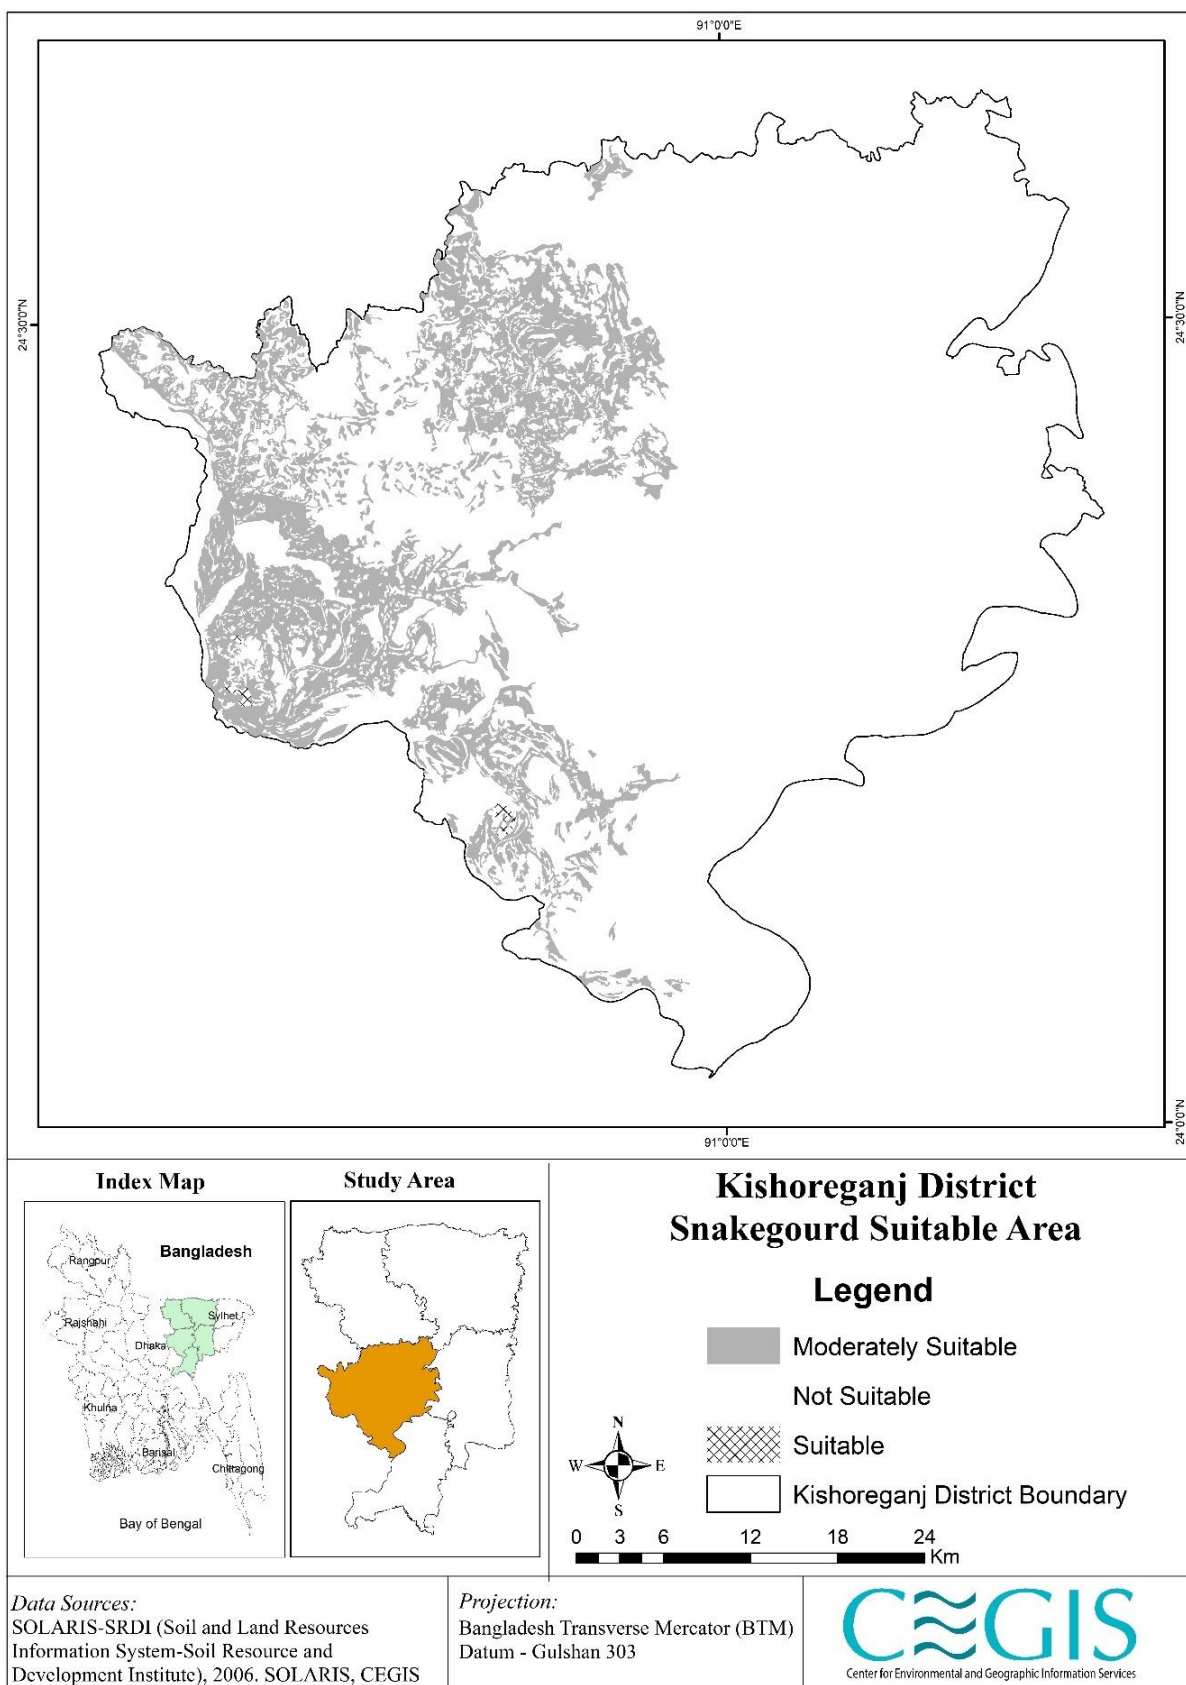 91°0'0"E
24°30'0"N
24°30'0"N
24°0'0"N
91°0'0"E
Index Map
Bangladesh
Rangpur
Rajshahi
Sylhet
Dhaka
Khulna
Barisal
Chittagong
Bay of Bengal
Study Area
Kishoreganj District
Snakegourd Suitable Area
Legend
Moderately Suitable
Not Suitable
Suitable
Kishoreganj District Boundary
N
W E
S
0 3 6 12 18 24
Km
Data Sources:
SOLARIS-SRDI (Soil and Land Resources
Information System-Soil Resource and
Development Institute), 2006. SOLARIS, CEGIS
Projection:
Bangladesh Transverse Mercator (BTM)
Datum - Gulshan 303
CEGIS
Center for Environmental and Geographic Information Services